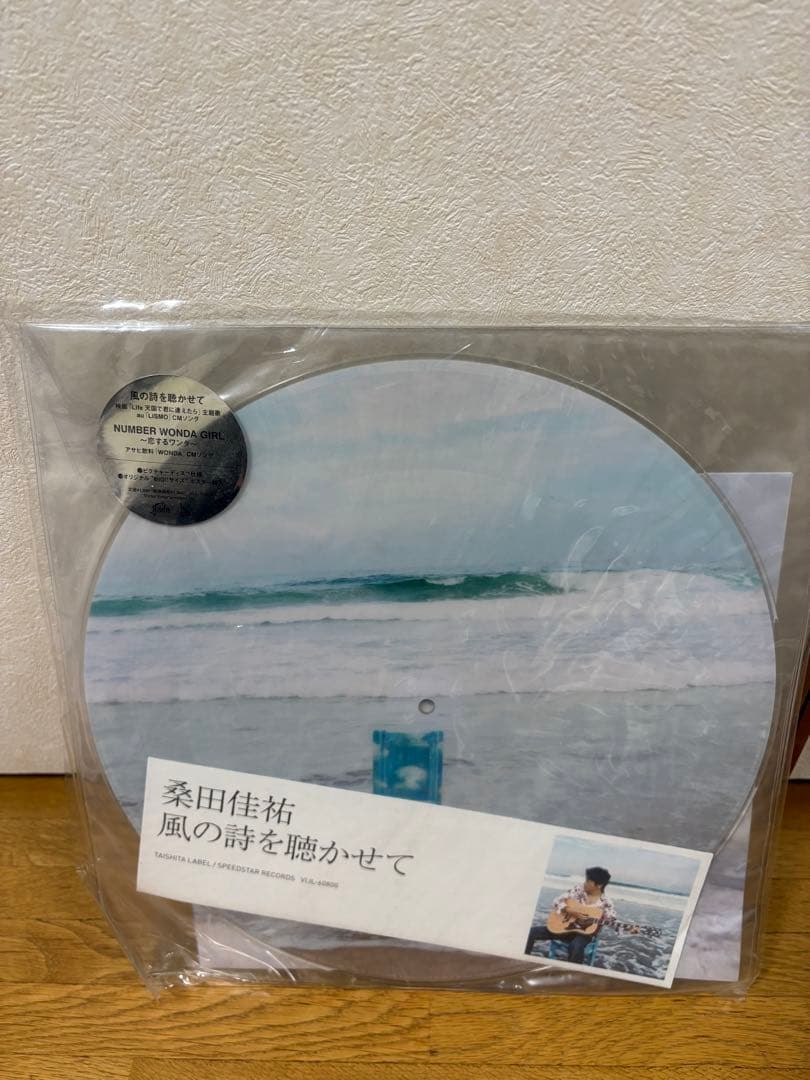 風の詩を聴かせて
映画「Life 天国で君に逢えたら」主題歌
au「LISMO」CMソング
NUMBER WONDA GIRL
〜恋するワンダ〜
アサヒ飲料「WONDA」CMソング
●ピクチャーディスク仕様
桑田佳祐
風の詩を聴かせて
TAISHITA LABEL / SPEEDSTAR RECORDS VIJL-60800